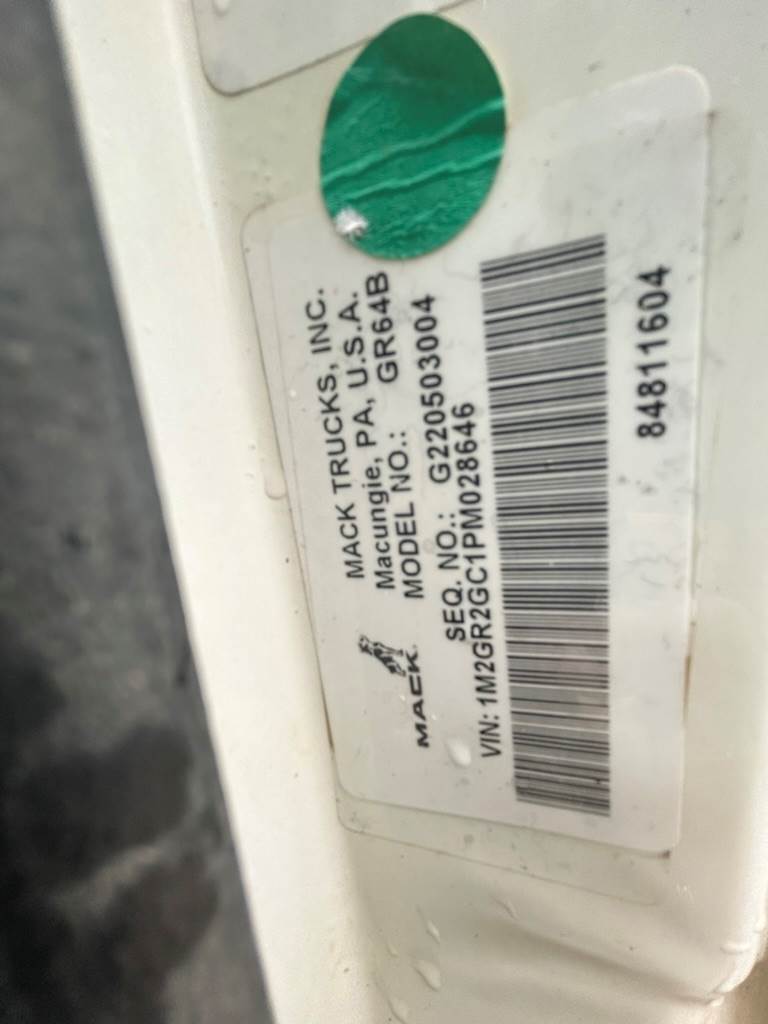 MACK TRUCKS, INC.
Macungie, PA, U.S.A.
MODEL NO.: GR64B
MACK
SEQ. NO.: G220503004
VIN: 1M2GR2GC1PM028646
84811604